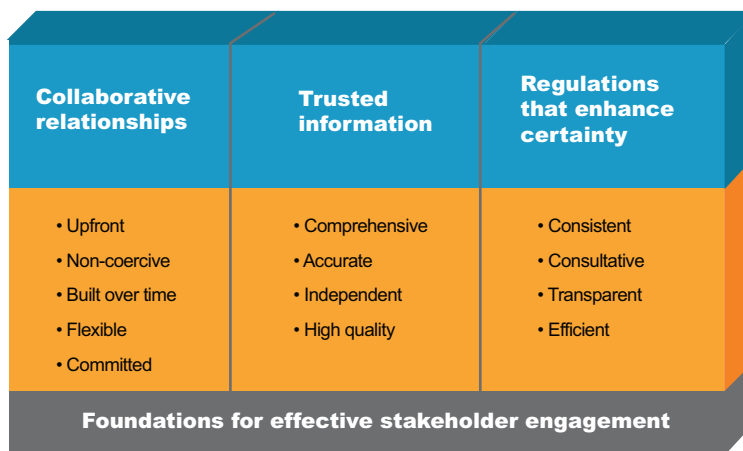 Collaborative
relationships
Trusted
information
Regulations
that enhance
certainty
• Upfront
• Non-coercive
• Built over time
• Flexible
• Committed
• Comprehensive
• Accurate
• Independent
• High quality
• Consistent
• Consultative
• Transparent
• Efficient
Foundations for effective stakeholder engagement